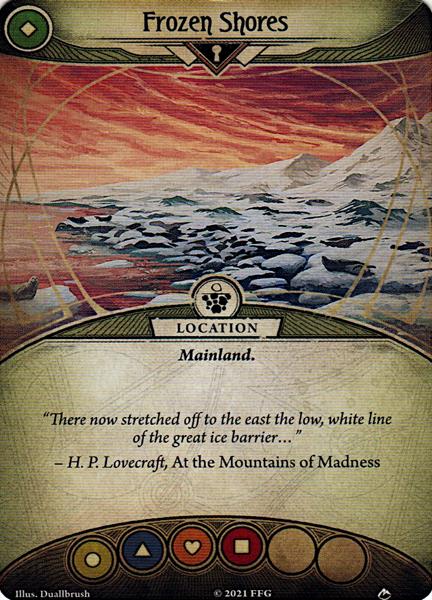 Frozen Shores
LOCATION
Mainland.
“There now stretched off to the east the low, white line
of the great ice barrier…”
– H. P. Lovecraft, At the Mountains of Madness
Illus. Duallbrush
© 2021 FFG